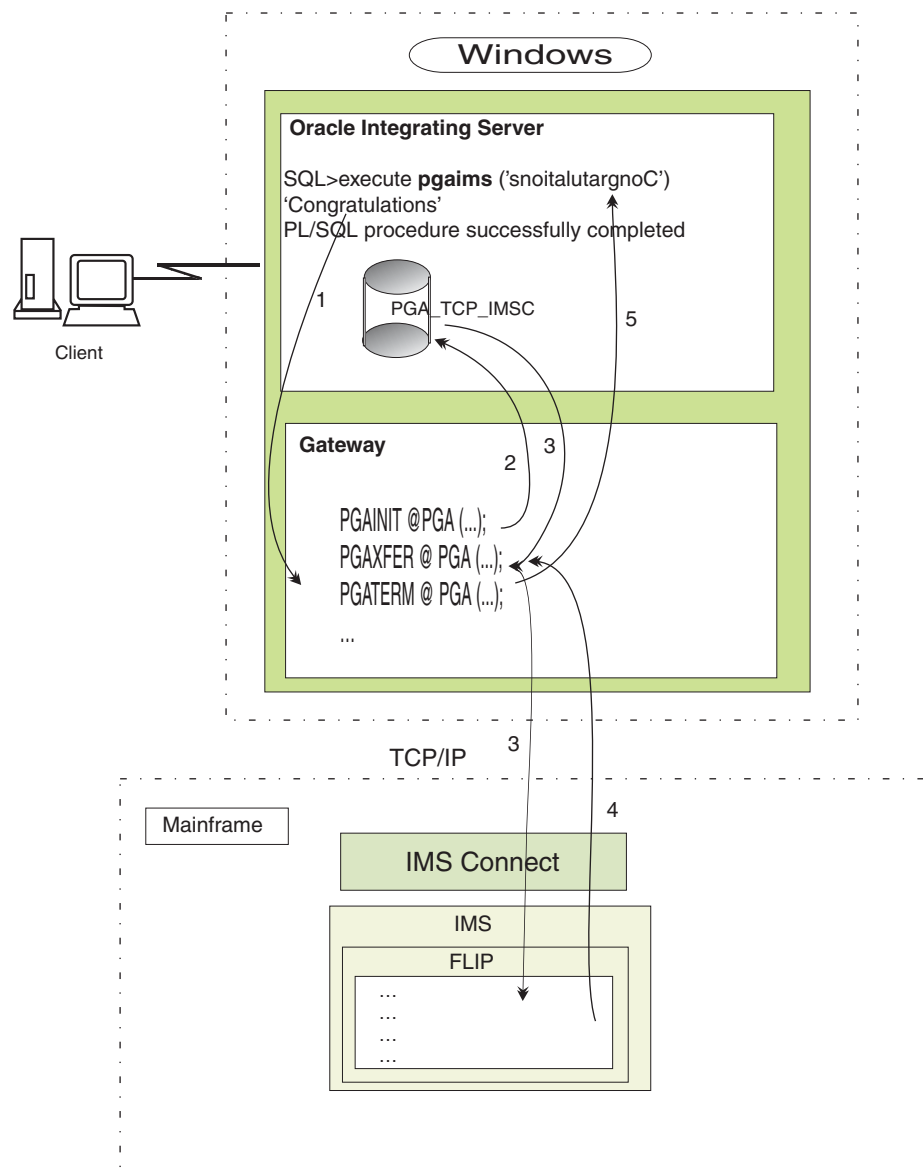 Windows
Oracle Integrating Server
SQL>execute pgaims ('snoitalutargnoC')
‘Congratulations’
PL/SQL procedure successfully completed
1
PGA_TCP_IMSC
5
Client
Gateway
2
3
PGAINIT @PGA (...);
PGAXFER @ PGA (...);
PGATERM @ PGA (...);
...
3
TCP/IP
4
Mainframe
IMS Connect
IMS
FLIP
...
...
...
...